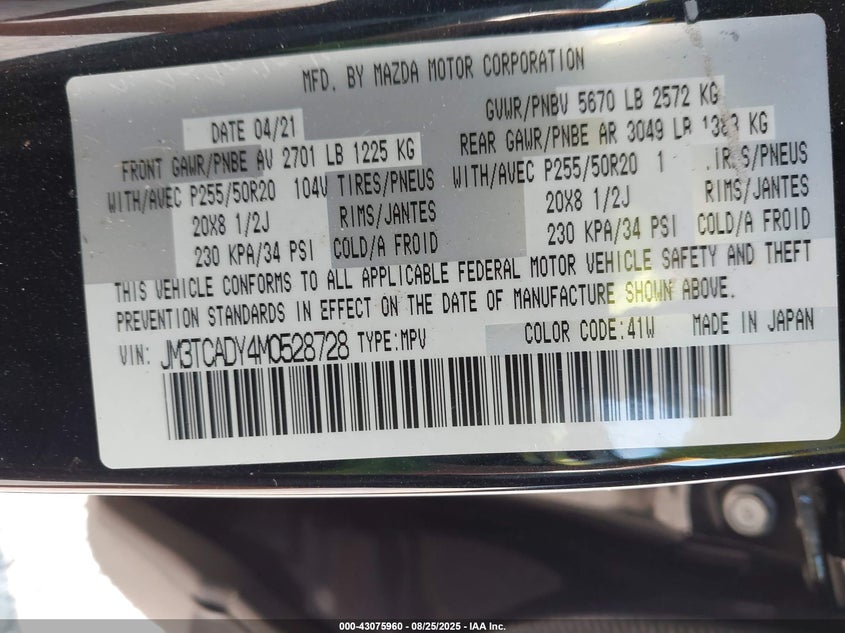 MFD. BY MAZDA MOTOR CORPORATION
DATE 04/21 GVWR/PNBV 5670 LB 2572 KG
FRONT GAWR/PNBE AV 2701 LB 1225 KG REAR GAWR/PNBE AR 3049 LB KG
WITH/AVEC P255/50R20 104V TIRES/PNEUS WITH/AVEC P255/50R20
20X8 1/2J RIMS/JANTES 20X8 1/2J RIMS/JANTES
230 KPA/34 PSI COLD/A FROID 230 KPA/34 PSI COLD/A FROID
THIS VEHICLE CONFORMS TO ALL APPLICABLE FEDERAL MOTOR VEHICLE SAFETY AND THEFT
PREVENTION STANDARDS IN EFFECT ON THE DATE OF MANUFACTURE SHOWN ABOVE.
VIN: JM3TCADY4M0528728 TYPE:MPV COLOR CODE:41W MADE IN JAPAN
000-43075960 - 08/25/2025 - IAA Inc.